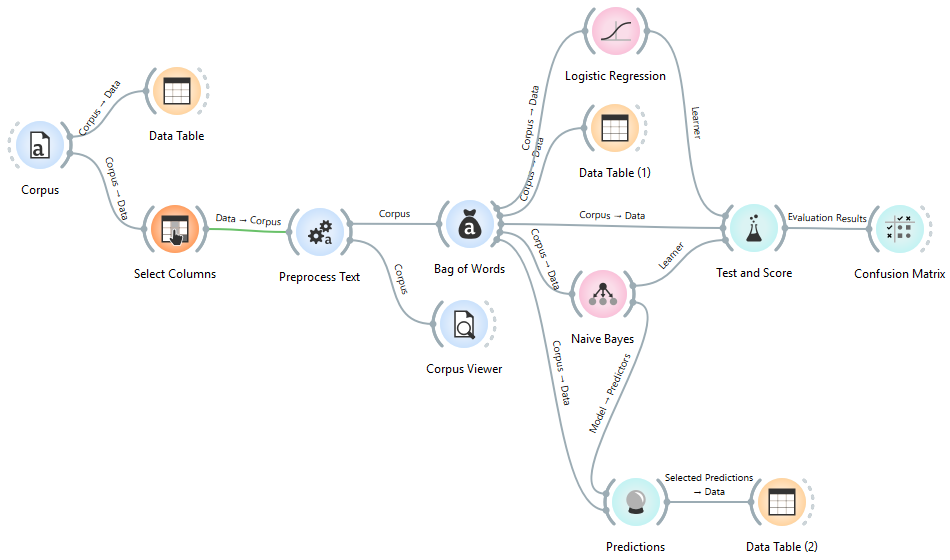 Logistic Regression
Corpus → Data
Data Table
Corpus → Data
Learner
Corpus → Data
Data Table (1)
a
Corpus
Corpus → Data
Data → Corpus
Select Columns
a
Preprocess Text
Corpus
Corpus
a
Bag of Words
Corpus → Data
Corpus → Data
Learner
Test and Score
Evaluation Results
Confusion Matrix
Naive Bayes
Corpus Viewer
Corpus → Data
Model → Predictors
Selected Predictions
→ Data
Predictions
Data Table (2)